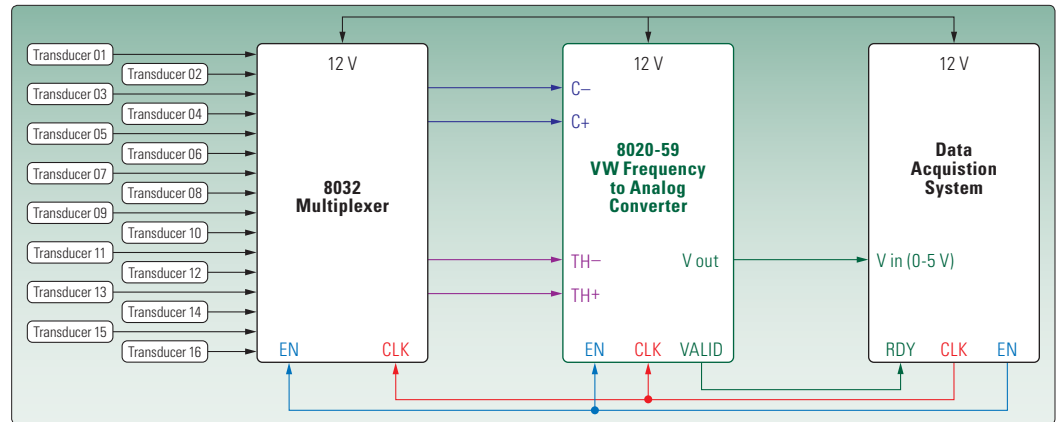 Transducer 01
Transducer 02
Transducer 03
Transducer 04
Transducer 05
Transducer 06
Transducer 07
Transducer 08
Transducer 09
Transducer 10
Transducer 11
Transducer 12
Transducer 13
Transducer 14
Transducer 15
Transducer 16
12 V
8032
Multiplexer
EN CLK
12 V
C−
C+
8020-59
VW Frequency
to Analog
Converter
TH− V out
TH+
EN CLK VALID
12 V
Data
Acquistion
System
V in (0-5 V)
RDY CLK EN